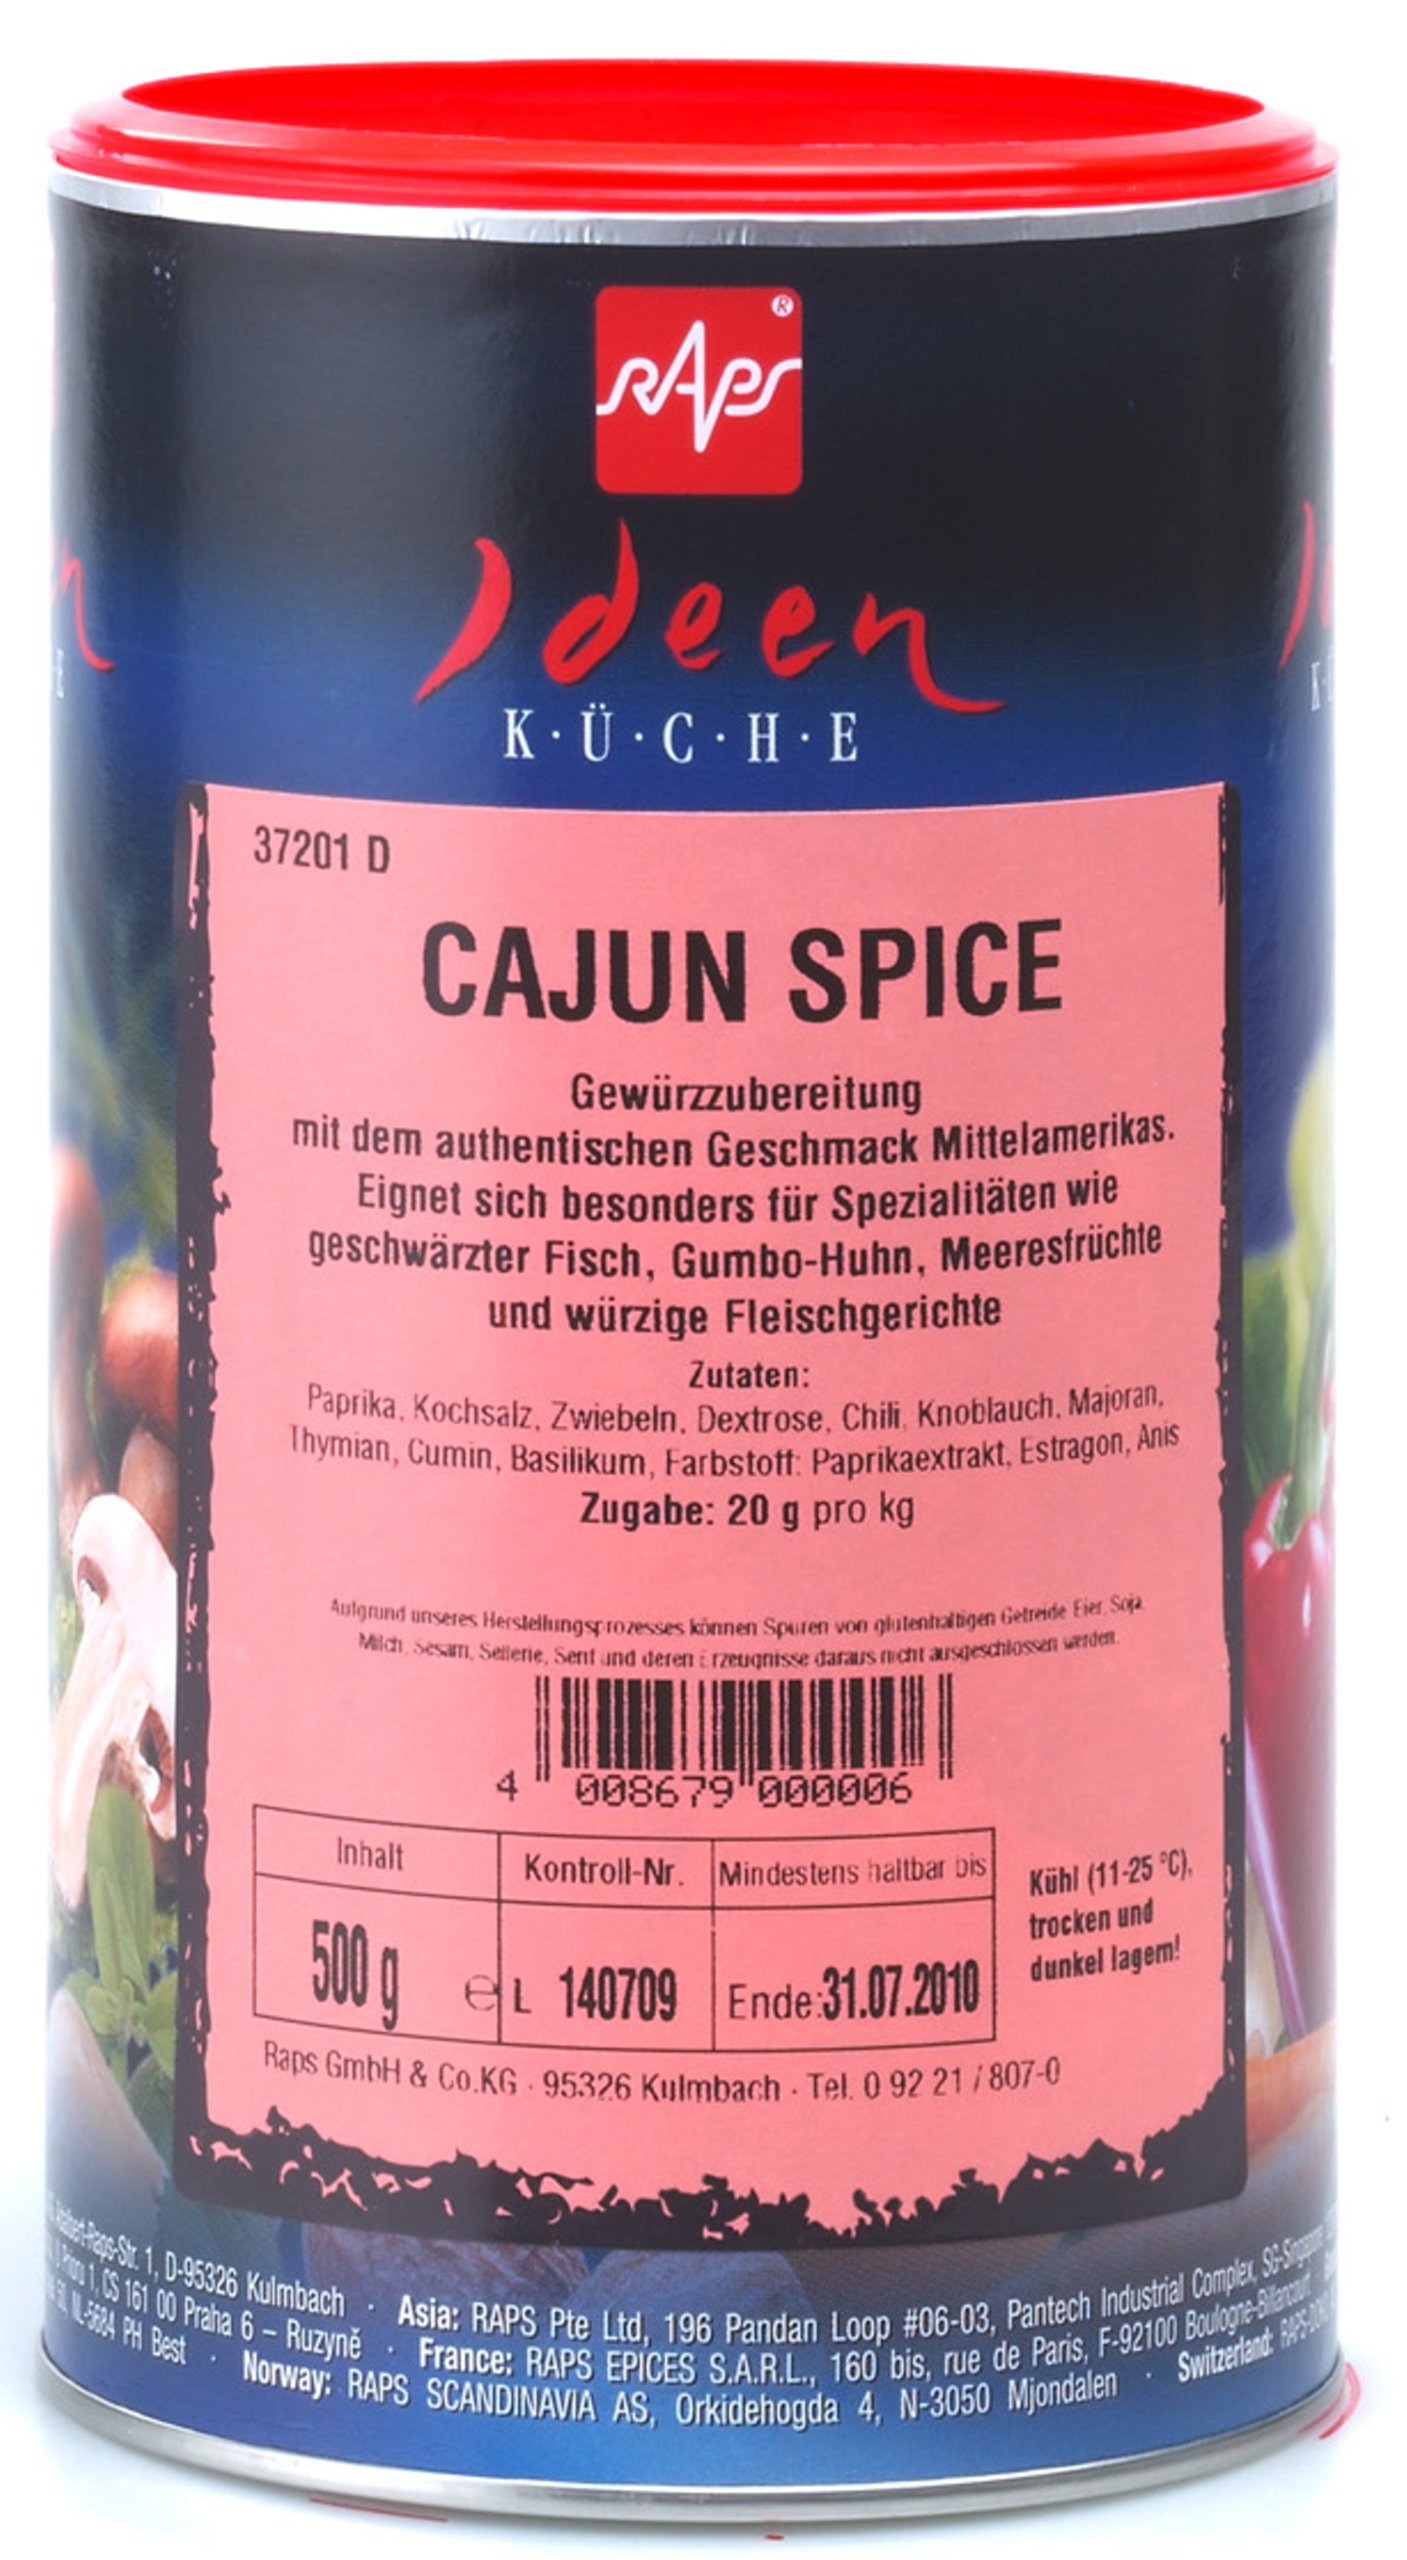 RAPS®
Ideen
K·Ü·C·H·E
37201 D
CAJUN SPICE
Gewürzzubereitung
mit dem authentischen Geschmack Mittelamerikas.
Eignet sich besonders für Spezialitäten wie
geschwärzter Fisch, Gumbo-Huhn, Meeresfrüchte
und würzige Fleischgerichte
Zutaten:
Paprika, Kochsalz, Zwiebeln, Dextrose, Chili, Knoblauch, Majoran,
Thymian, Cumin, Basilikum, Farbstoff: Paprikaextrakt, Estragon, Anis
Zugabe: 20 g pro kg
Aufgrund unseres Herstellungsprozesses können Spuren von glutenhaltigen Getreide Eier, Soja,
Milch, Sesam, Sellerie, Senf und deren Erzeugnisse daraus nicht ausgeschlossen werden.
4 008679 000006
Inhalt Kontroll-Nr. Mindestens haltbar bis
500 g e L 140709 Ende:31.07.2010
Kühl (11-25 °C),
trocken und
dunkel lagern!
Raps GmbH & Co.KG · 95326 Kulmbach · Tel. 0 92 21 / 807-0
Adalbert-Raps-Str. 1, D-95326 Kulmbach · Asia: RAPS Pte Ltd, 196 Pandan Loop #06-03, Pantech Industrial Complex, SG-Singapore
1, CS 161 00 Praha 6 – Ruzyně · France: RAPS EPICES S.A.R.L., 160 bis, rue de Paris, F-92100 Boulogne-Billancourt
NL-5684 PH Best · Norway: RAPS SCANDINAVIA AS, Orkidehogda 4, N-3050 Mjondalen · Switzerland: